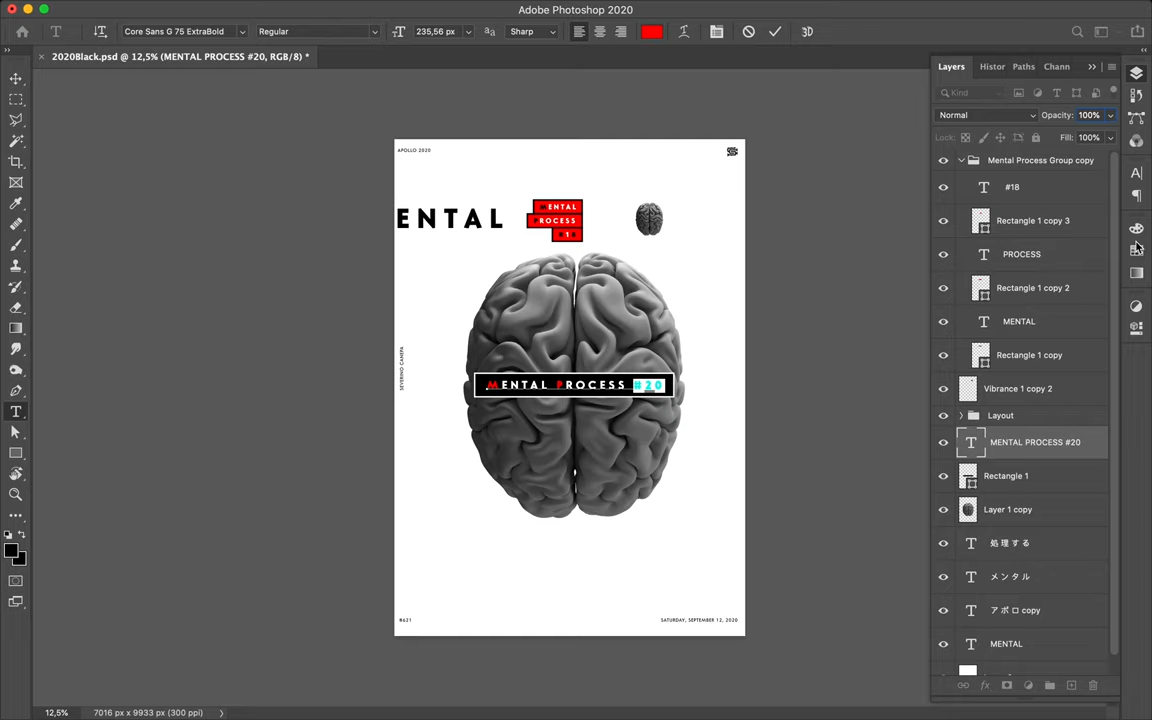 Adobe Photoshop 2020
Core Sans G 75 ExtraBold
Regular
235,56 px
Sharp
3D
2020Black.psd @ 12,5% (MENTAL PROCESS #20, RGB/8) *
Layers
Histor
Paths
Chann
Kind
Normal
Opacity: 100%
Lock:
Fill: 100%
Mental Process Group copy
#18
Rectangle 1 copy 3
PROCESS
Rectangle 1 copy 2
MENTAL
Rectangle 1 copy
Vibrance 1 copy 2
Layout
MENTAL PROCESS #20
Rectangle 1
Layer 1 copy
処理する
メンタル
アポロ copy
MENTAL
APOLLO 2020
ENTAL
MENTAL
PROCESS
#18
SEVERINO CANEPA
MENTAL PROCESS #20
#621
SATURDAY, SEPTEMBER 12, 2020
12,5%
7016 px x 9933 px (300 ppi)